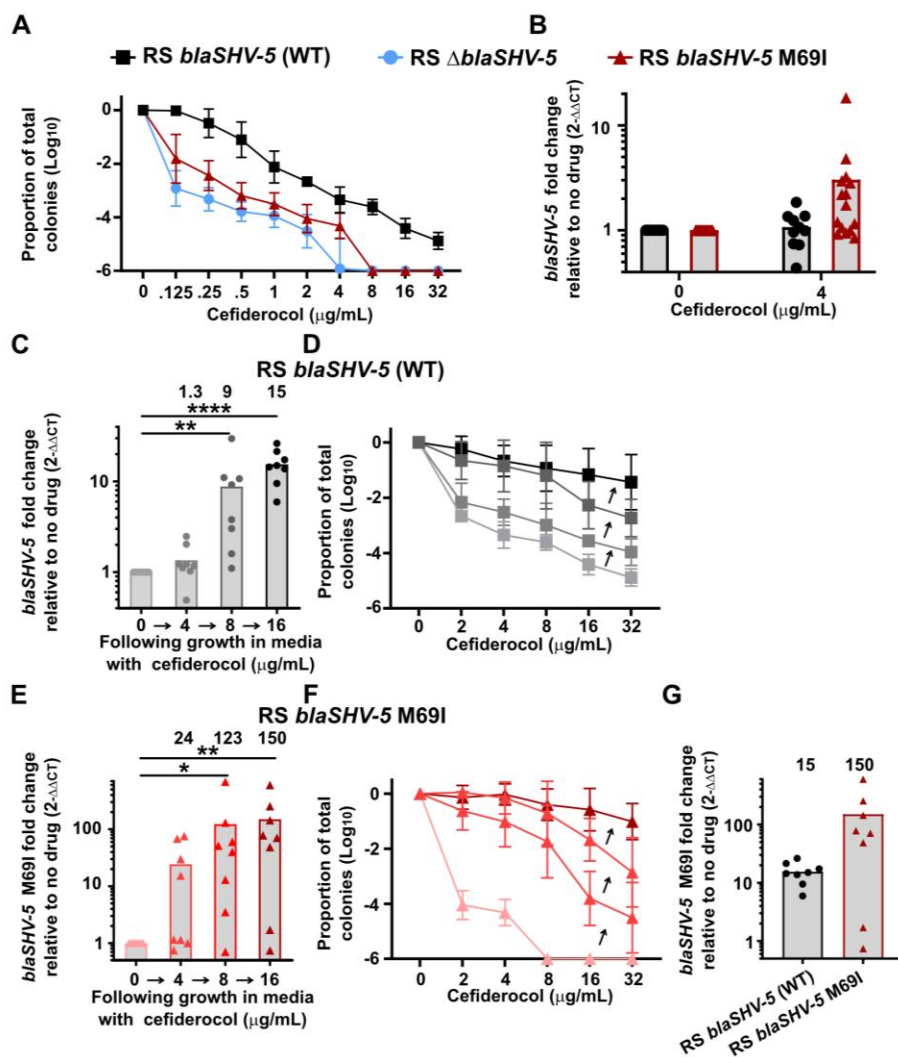 A
RS blaSHV-5 (WT)
RS ΔblaSHV-5
RS blaSHV-5 M69I
Proportion of total
colonies (Log10)
0
-2
-4
-6
0 .125 .25 .5 1 2 4 8 16 32
Cefiderocol (µg/mL)
B
blaSHV-5 fold change
relative to no drug (2-ΔΔCT)
10
1
0 4
Cefiderocol (µg/mL)
C
RS blaSHV-5 (WT)
1.3 9 15
****
**
blaSHV-5 fold change
relative to no drug (2-ΔΔCT)
10
1
0 → 4 → 8 → 16
Following growth in media
with cefiderocol (µg/mL)
D
Proportion of total
colonies (Log10)
0
-2
-4
-6
0 2 4 8 16 32
Cefiderocol (µg/mL)
E
RS blaSHV-5 M69I
24 123 150
**
*
blaSHV-5 M69I fold change
relative to no drug (2-ΔΔCT)
100
10
1
0 → 4 → 8 → 16
Following growth in media
with cefiderocol (µg/mL)
F
Proportion of total
colonies (Log10)
0
-2
-4
-6
0 2 4 8 16 32
Cefiderocol (µg/mL)
G
15 150
blaSHV-5 M69I fold change
relative to no drug (2-ΔΔCT)
100
10
1
RS blaSHV-5 (WT)
RS blaSHV-5 M69I